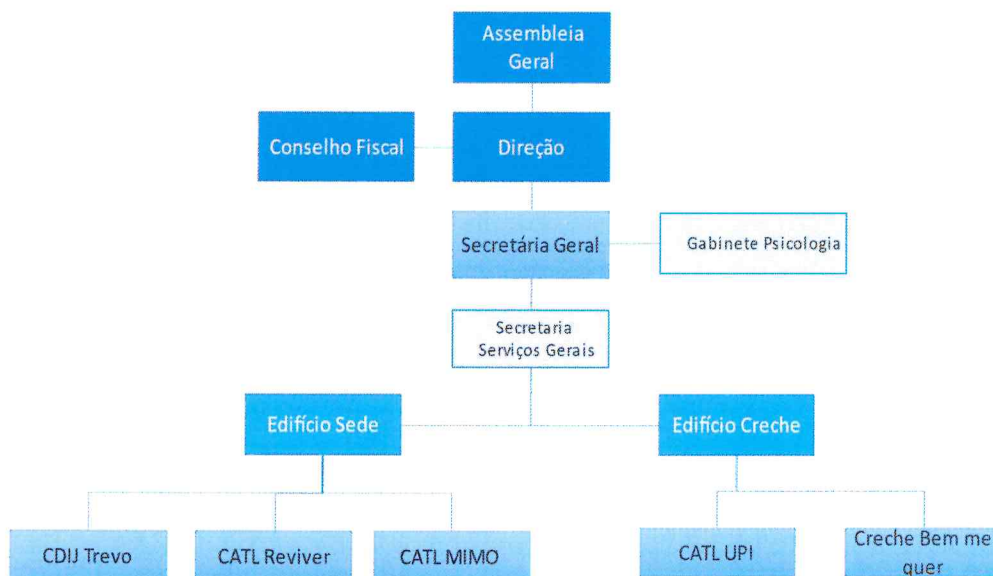 Assembleia
Geral
Conselho Fiscal
Direção
Secretária Geral
Gabinete Psicologia
Secretaria
Serviços Gerais
Edifício Sede
Edifício Creche
CDIJ Trevo
CATL Reviver
CATL MIMO
CATL UPI
Creche Bem me
quer